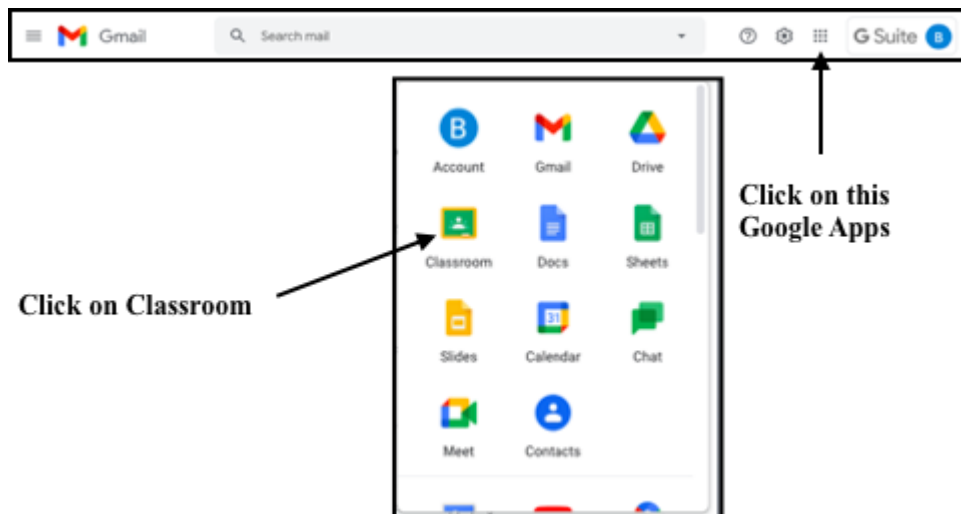 Gmail
Search mail
G Suite B
B
Account Gmail Drive
Click on this
Google Apps
Classroom Docs Sheets
Click on Classroom
31
Slides Calendar Chat
Meet Contacts